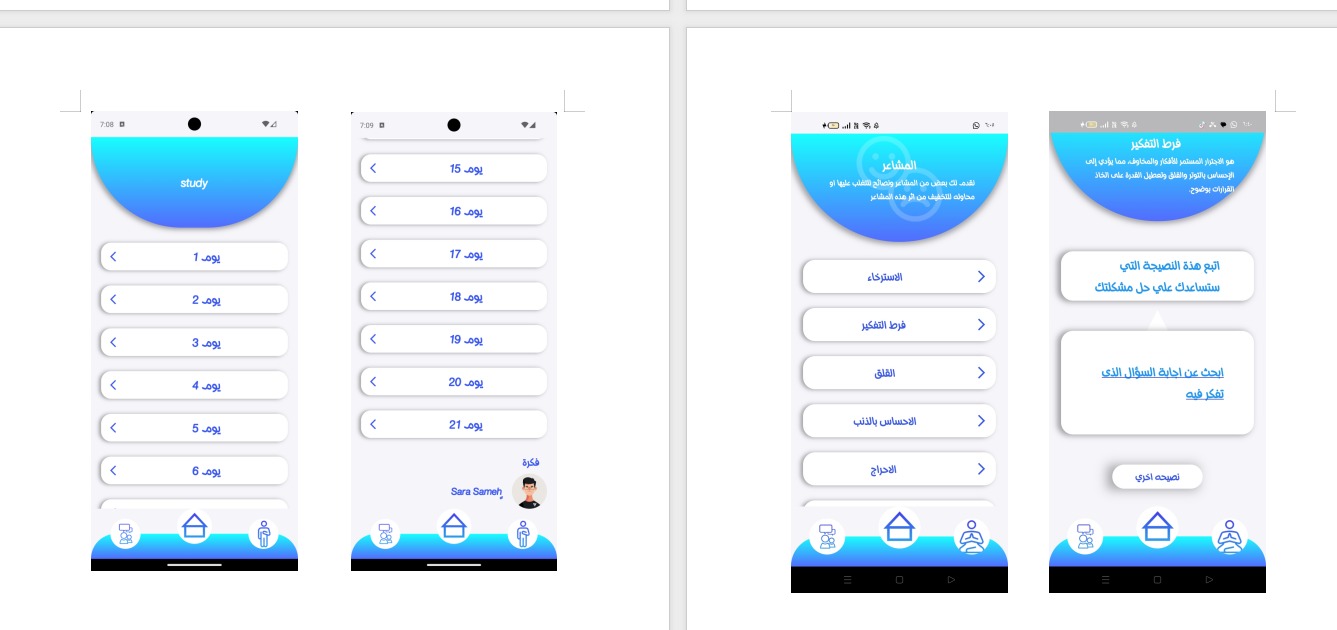 7:08
study
يوم 1
يوم 2
يوم 3
يوم 4
يوم 5
يوم 6
7:09
يوم 15
يوم 16
يوم 17
يوم 18
يوم 19
يوم 20
يوم 21
فكرة
Sara Sameh
المشاعر
نقدم لك بعض من المشاعر ونصائح للتغلب عليها او
محاوله للتخفيف من اثر هذه المشاعر
الاسترخاء
فرط التفكير
القلق
الاحساس بالذنب
الاحراج
فرط التفكير
هو الاجترار المستمر للأفكار والمخاوف، مما يؤدي إلى
الإحساس بالتوتر والقلق وتعطيل القدرة على اتخاذ
القرارات بوضوح.
اتبع هذة النصيحة التي
ستساعدك علي حل مشكلتك
ابحث عن اجابة السؤال الذى
تفكر فيه
نصيحه اخري